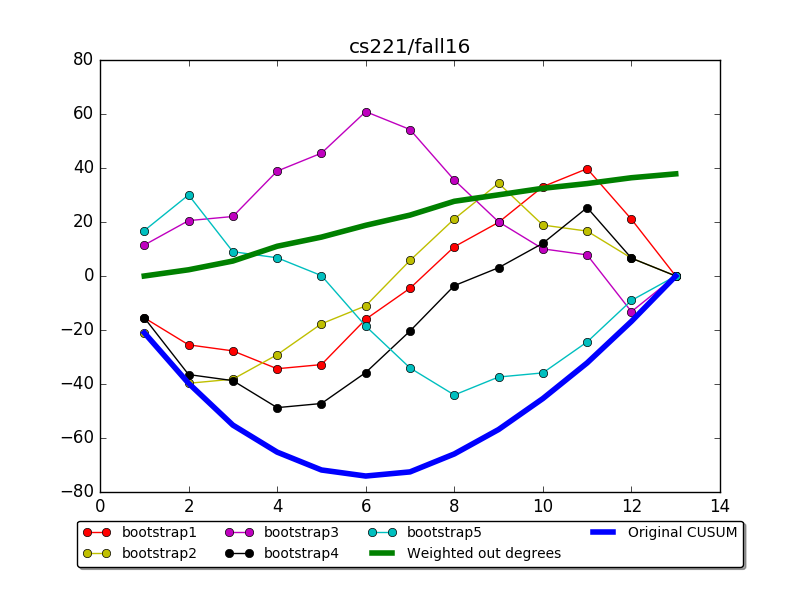 cs221/fall16
80
60
40
20
0
−20
−40
−60
−80
0 2 4 6 8 10 12 14
bootstrap1 bootstrap3 bootstrap5 Original CUSUM
bootstrap2 bootstrap4 Weighted out degrees